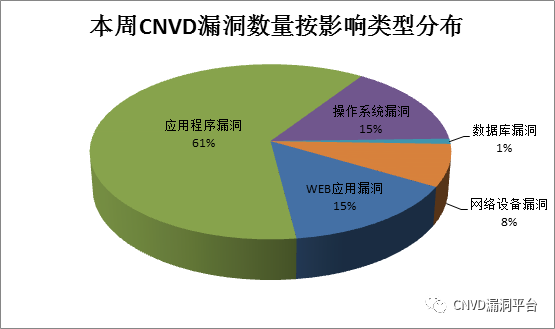 本周CNVD漏洞数量按影响类型分布
应用程序漏洞
61%
操作系统漏洞
15%
数据库漏洞
1%
网络设备漏洞
8%
WEB应用漏洞
15%
CNVD漏洞平台